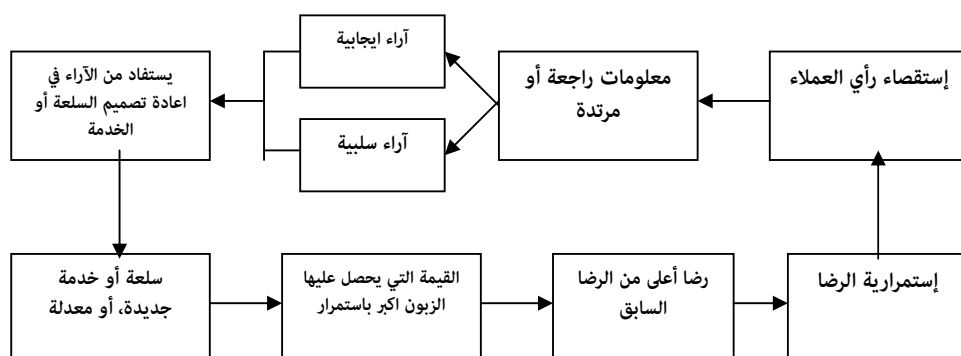 إستقصاء رأي العملاء
معلومات راجعة أو
مرتدة
آراء ايجابية
آراء سلبية
يستفاد من الآراء في
اعادة تصميم السلعة أو
الخدمة
سلعة أو خدمة
جديدة، أو معدلة
القيمة التي يحصل عليها
الزبون اكبر باستمرار
رضا أعلى من الرضا
السابق
إستمرارية الرضا